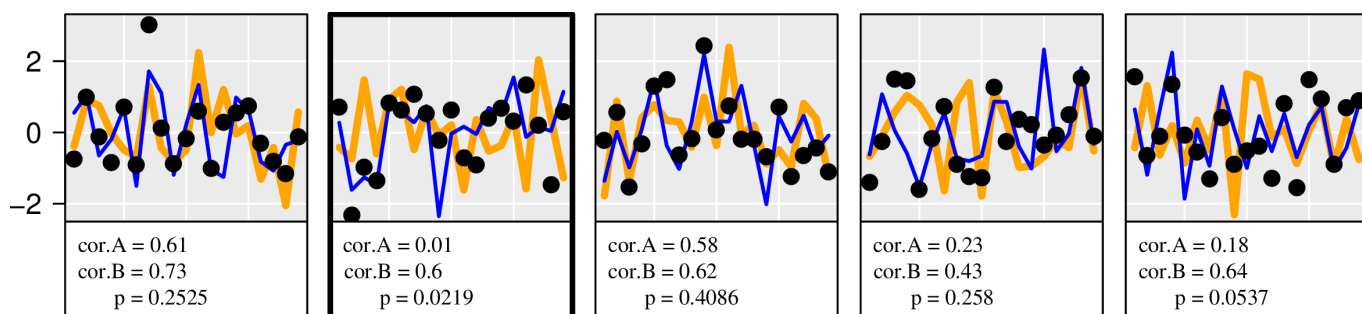 2
0
−2
cor.A = 0.61
cor.B = 0.73
p = 0.2525
cor.A = 0.01
cor.B = 0.6
p = 0.0219
cor.A = 0.58
cor.B = 0.62
p = 0.4086
cor.A = 0.23
cor.B = 0.43
p = 0.258
cor.A = 0.18
cor.B = 0.64
p = 0.0537